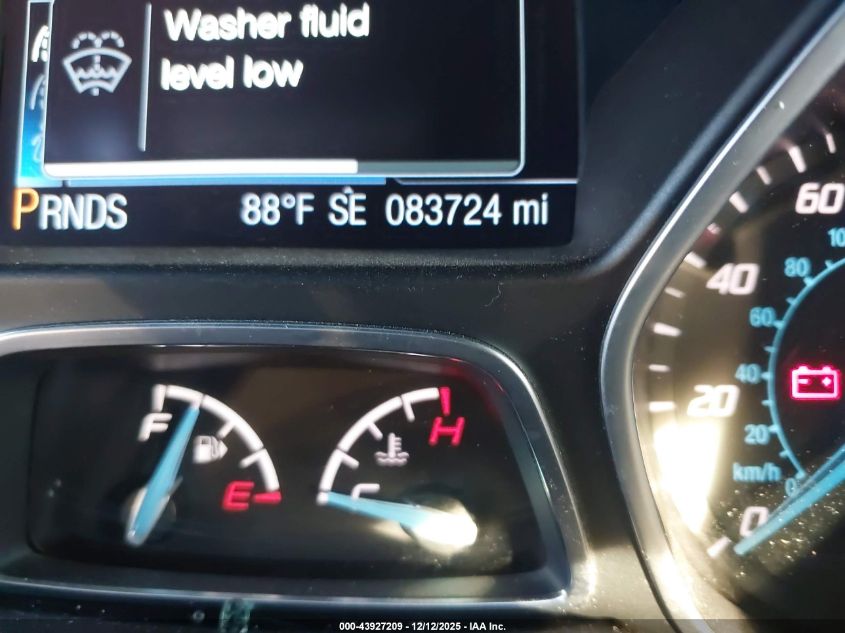 Washer fluid
level low
PRNDS 88°F SE 083724 mi
60
10
80
40
60
F
H
40
20
20
E
C
km/h
0
0
000-43927209 - 12/12/2025 - IAA Inc.